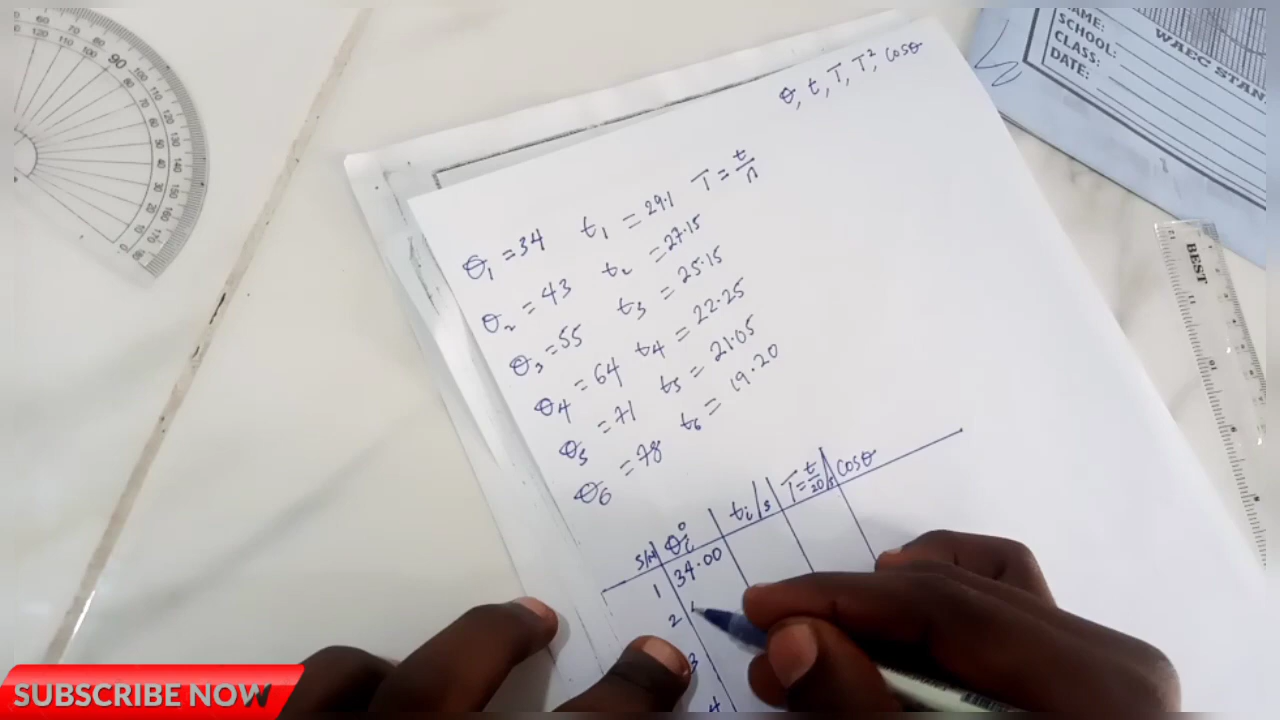 θ, t, T, T², cosθ
θ₁ = 34 t₁ = 29.1 T = t/n
θ₂ = 43 t₂ = 27.15
θ₃ = 55 t₃ = 25.15
θ₄ = 64 t₄ = 22.25
θ₅ = 71 t₅ = 21.05
θ₆ = 78 t₆ = 19.20
S/N θi° ti/s T = t/20/s cosθ
1 34.00
2
3
4
NAME:
SCHOOL:
CLASS:
DATE:
WAEC STAN
BEST
SUBSCRIBE NOW